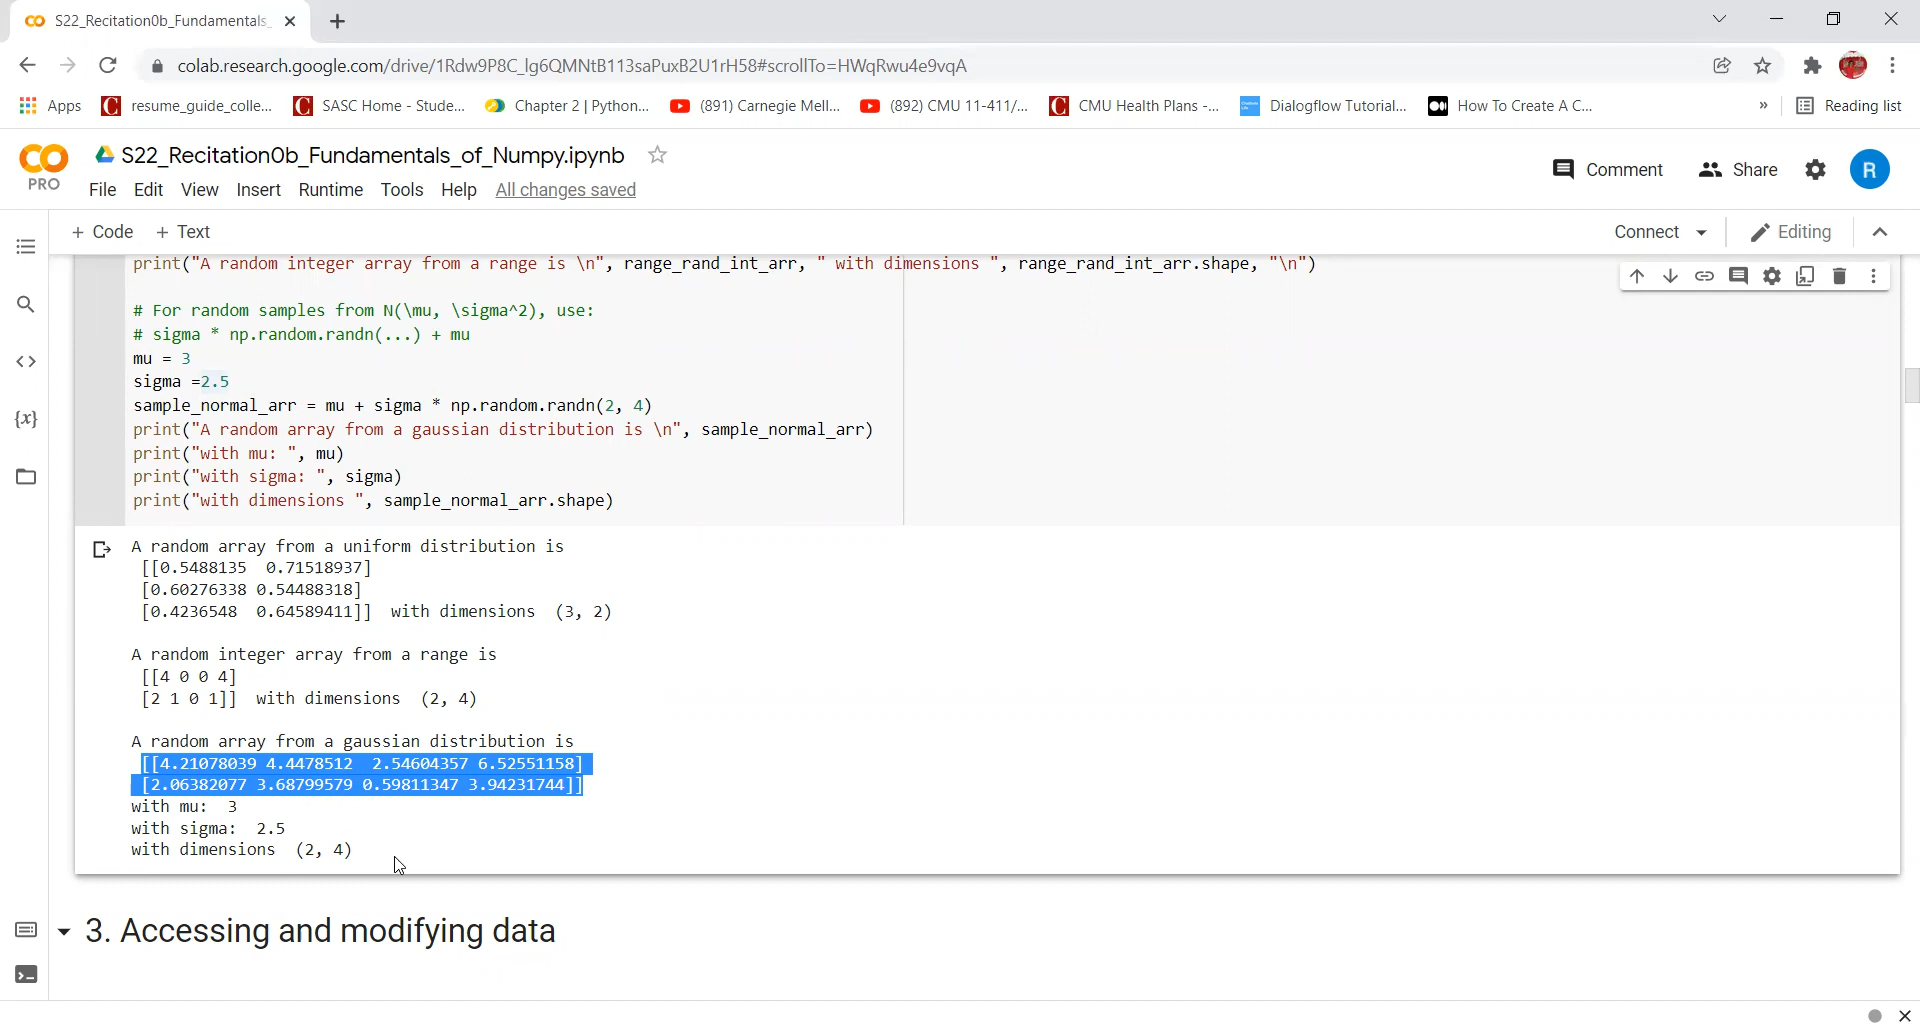 S22_Recitation0b_Fundamentals_
colab.research.google.com/drive/1Rdw9P8C_lg6QMNtB113saPuxB2U1rH58#scrollTo=HWqRwu4e9vqA
Apps resume_guide_colle... SASC Home - Stude... Chapter 2 | Python... (891) Carnegie Mell... (892) CMU 11-411/... CMU Health Plans -... Dialogflow Tutorial... How To Create A C... » Reading list
S22_Recitation0b_Fundamentals_of_Numpy.ipynb
PRO
Comment Share R
File Edit View Insert Runtime Tools Help All changes saved
+ Code + Text Connect Editing
print("A random integer array from a range is \n", range_rand_int_arr, " with dimensions ", range_rand_int_arr.shape, "\n")
# For random samples from N(\mu, \sigma^2), use:
# sigma * np.random.randn(...) + mu
mu = 3
sigma =2.5
sample_normal_arr = mu + sigma * np.random.randn(2, 4)
print("A random array from a gaussian distribution is \n", sample_normal_arr)
print("with mu: ", mu)
print("with sigma: ", sigma)
print("with dimensions ", sample_normal_arr.shape)
A random array from a uniform distribution is
[[0.5488135  0.71518937]
[0.60276338 0.54488318]
[0.4236548  0.64589411]]  with dimensions  (3, 2)
A random integer array from a range is
[[4 0 0 4]
[2 1 0 1]]  with dimensions  (2, 4)
A random array from a gaussian distribution is
[[4.21078039 4.4478512  2.54604357 6.52551158]
[2.06382077 3.68799579 0.59811347 3.94231744]]
with mu:  3
with sigma:  2.5
with dimensions  (2, 4)
3. Accessing and modifying data